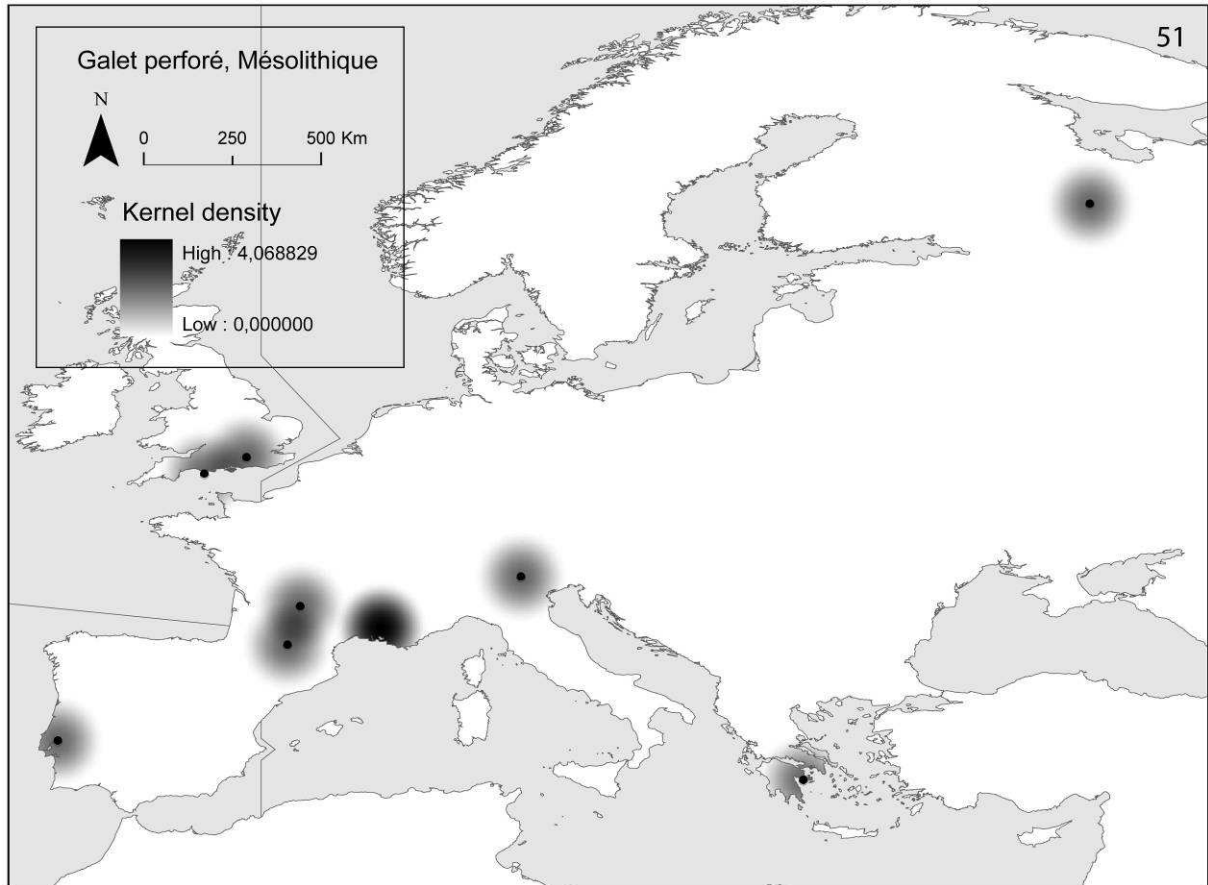 51
Galet perforé, Mésolithique
N
0 250 500 Km
Kernel density
High : 4,068829
Low : 0,000000